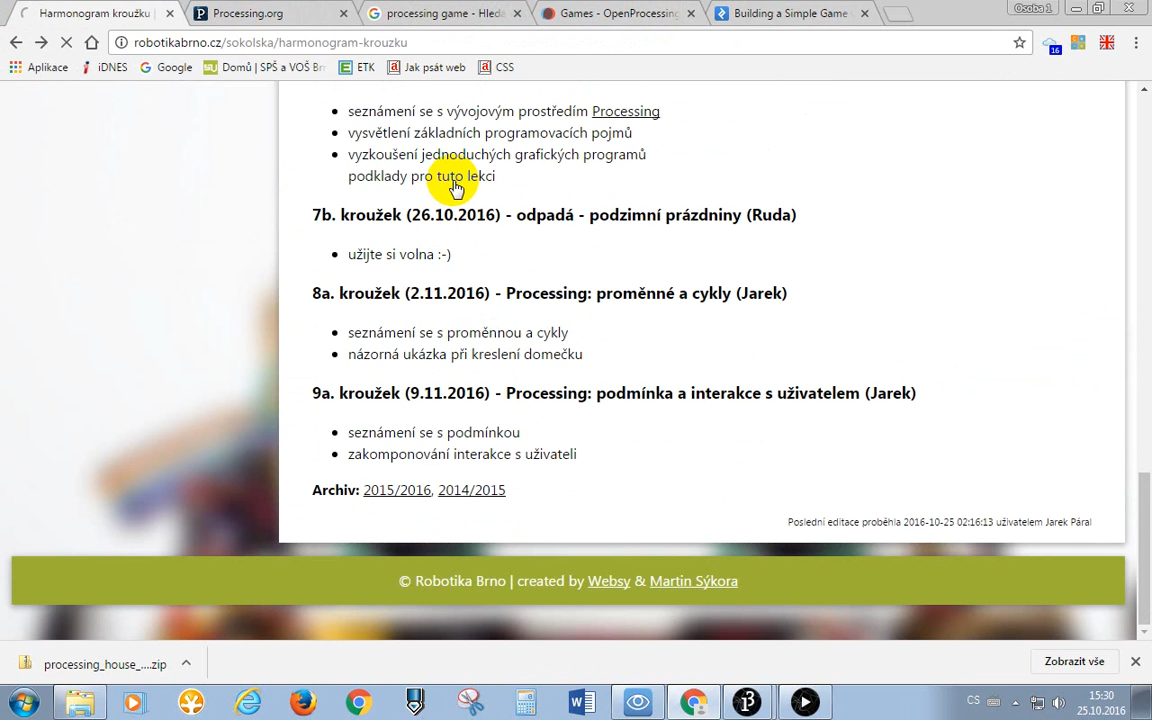 Harmonogram kroužku |
Processing.org
processing game - Hleda
Games - OpenProcessing
Building a Simple Game
Osoba 1
robotikabrno.cz/sokolska/harmonogram-krouzku
16
Aplikace
iDNES
Google
Domů | SPŠ a VOŠ Br
ETK
Jak psát web
CSS
seznámení se s vývojovým prostředím Processing
vysvětlení základních programovacích pojmů
vyzkoušení jednoduchých grafických programů
podklady pro tuto lekci
7b. kroužek (26.10.2016) - odpadá - podzimní prázdniny (Ruda)
užijte si volna :-)
8a. kroužek (2.11.2016) - Processing: proměnné a cykly (Jarek)
seznámení se s proměnnou a cykly
názorná ukázka při kreslení domečku
9a. kroužek (9.11.2016) - Processing: podmínka a interakce s uživatelem (Jarek)
seznámení se s podmínkou
zakomponování interakce s uživateli
Archiv: 2015/2016, 2014/2015
Poslední editace proběhla 2016-10-25 02:16:13 uživatelem Jarek Páral
© Robotika Brno | created by Websy & Martin Sýkora
processing_house_....zip
Zobrazit vše
CS
15:30
25.10.2016